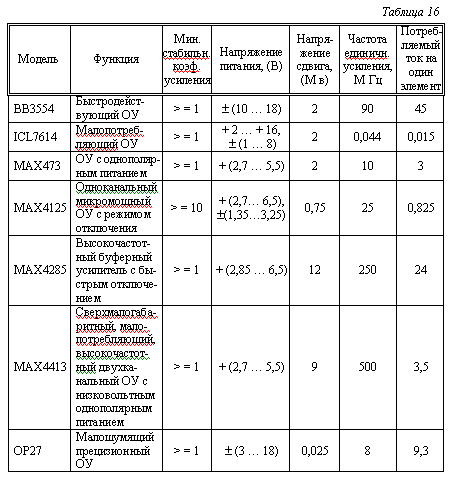 Таблица 16
Модель
Функция
Мин.
стабильн.
коэф.
усиления
Напряжение
питания, (В)
Напря-
жение
сдвига,
(М в)
Частота
единичн.
усиления,
М Гц
Потреб-
ляемый
ток на
один
элемент
BB3554
Быстродейст-
вующий ОУ
> = 1
± (10 … 18)
2
90
45
ICL7614
Малопотреб-
ляющий ОУ
> = 1
+ 2 … + 16,
± (1 … 8)
2
0,044
0,015
MAX473
ОУ с однополяр-
ным питанием
> = 1
+ (2,7 … 5,5)
2
10
3
MAX4125
Одноканальный
микромощный
ОУ с режимом
отключения
> = 10
+ (2,7… 6,5),
±(1,35…3,25)
0,75
25
0,825
MAX4285
Высокочастот-
ный буферный
усилитель с бы-
стрым отключе-
нием
> = 1
+ (2,85 … 6,5)
12
250
24
MAX4413
Сверхмалогаба-
ритный, мало-
потребляющий,
высокочастот-
ный двухка-
нальный ОУ с
низковольтным
однополярным
питанием
> = 1
+ (2,7 … 5,5)
9
500
3,5
OP27
Малошумящий
прецизионный
ОУ
> = 1
± (3 … 18)
0,025
8
9,3